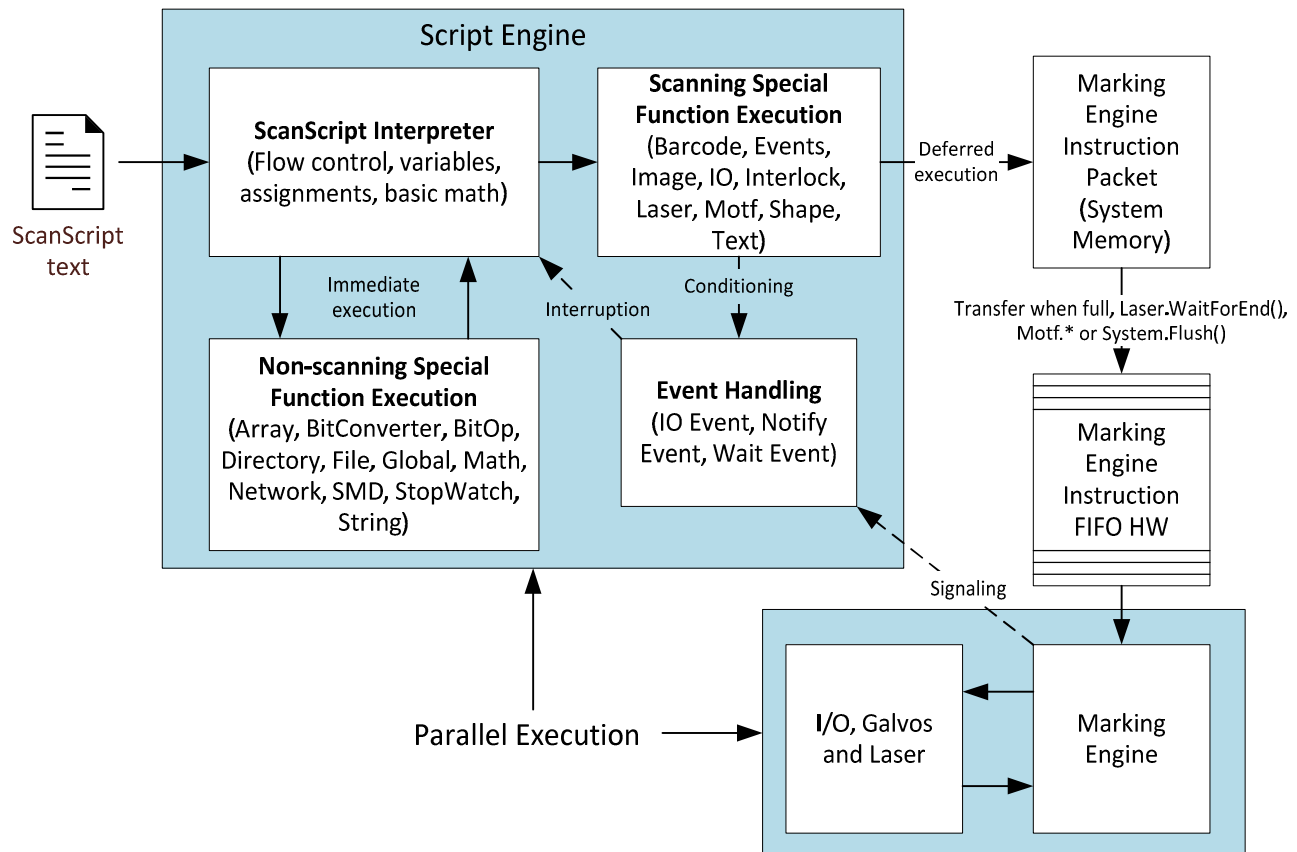 Script Engine
ScanScript
text
ScanScript Interpreter
(Flow control, variables,
assignments, basic math)
Scanning Special
Function Execution
(Barcode, Events,
Image, IO, Interlock,
Laser, Motf, Shape,
Text)
Deferred
execution
Marking
Engine
Instruction
Packet
(System
Memory)
Immediate
execution
Interruption
Conditioning
Transfer when full, Laser.WaitForEnd(),
Motf.* or System.Flush()
Non-scanning Special
Function Execution
(Array, BitConverter, BitOp,
Directory, File, Global, Math,
Network, SMD, StopWatch,
String)
Event Handling
(IO Event, Notify
Event, Wait Event)
Marking
Engine
Instruction
FIFO HW
Signaling
Parallel Execution
I/O, Galvos
and Laser
Marking
Engine